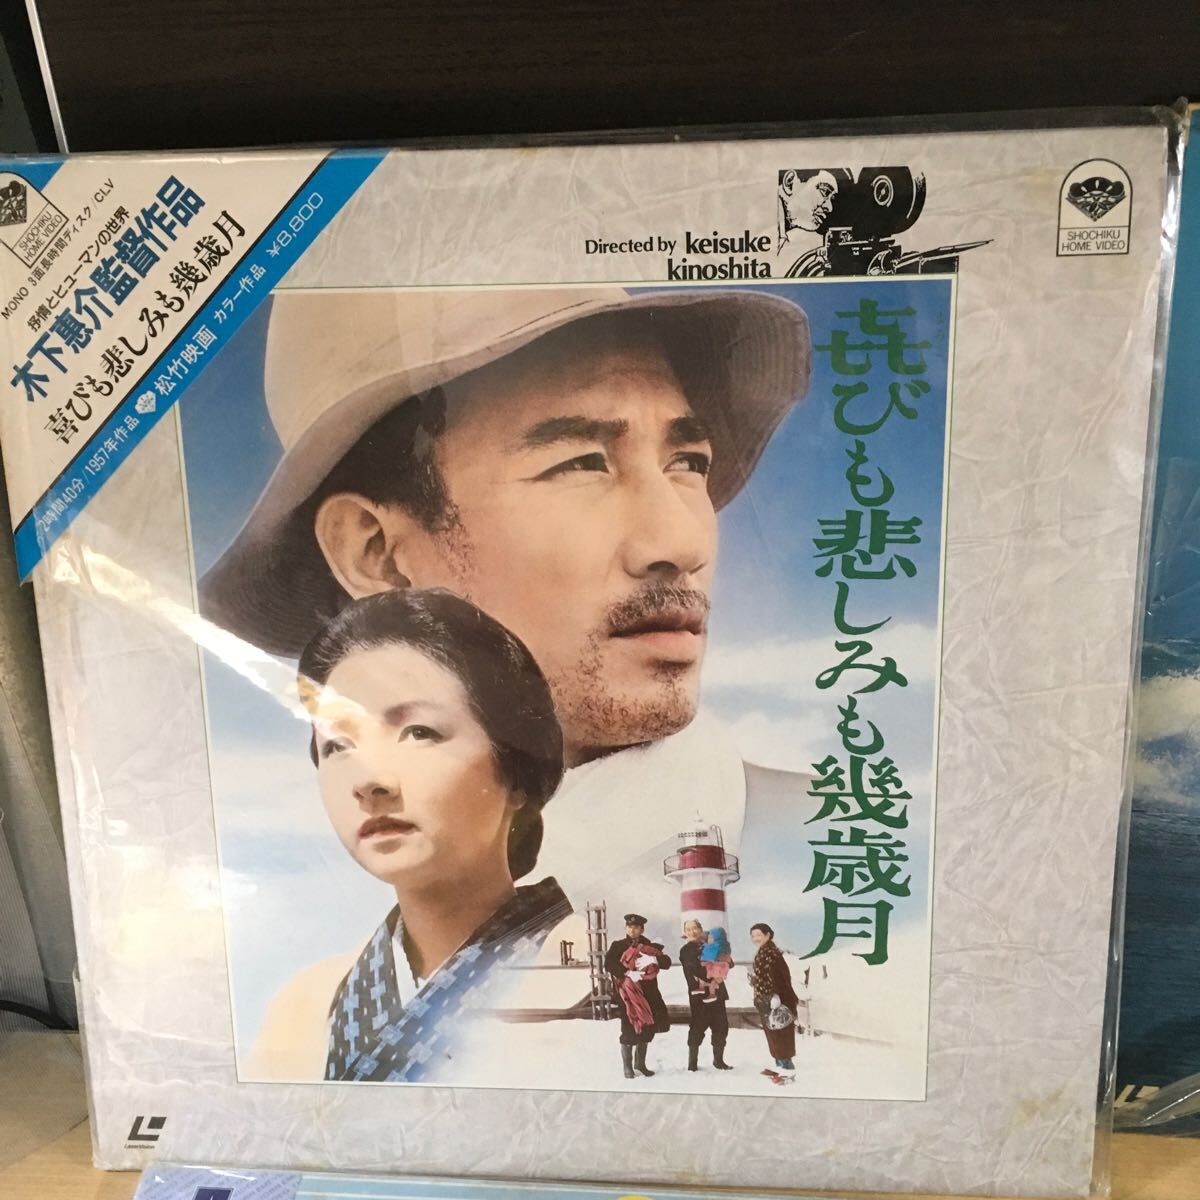 SHOCHIKU
HOME VIDEO
MONO 3面長時間ディスク/CLV
抒情とヒューマンの世界
木下惠介監督作品
喜びも悲しみも幾歳月
2時間40分/1957年作品 松竹映画 カラー作品 ¥8,800
Directed by keisuke
kinoshita
SHOCHIKU
HOME VIDEO
㐂びも悲しみも幾歳月
LaserVision